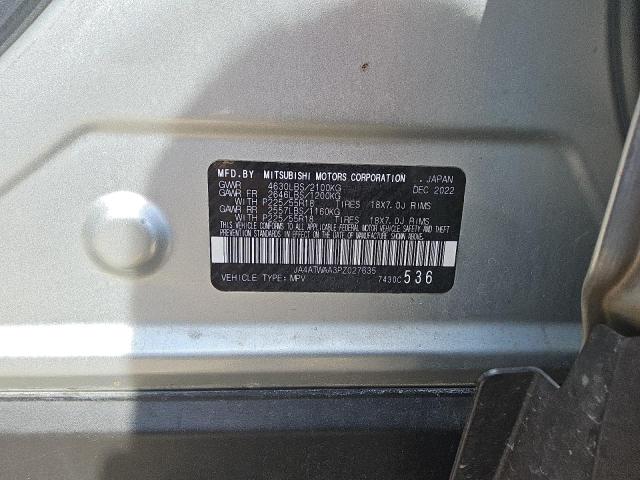 MFD.BY MITSUBISHI MOTORS CORPORATION . JAPAN
GVWR 4630LBS/2100KG DEC 2022
GAWR FR 2646LBS/1200KG
WITH P225/55R18 TIRES 18X7.0J RIMS
GAWR RR 2557LBS/1160KG
WITH P225/55R18 TIRES 18X7.0J RIMS
THIS VEHICLE CONFORMS TO ALL APPLICABLE FEDERAL MOTOR VEHICLE SAFETY AND THEFT
PREVENTION STANDARDS IN EFFECT ON THE DATE OF MANUFACTURE SHOWN ABOVE.
JA4ATWAA3PZ027635
VEHICLE TYPE: MPV 7430C 536